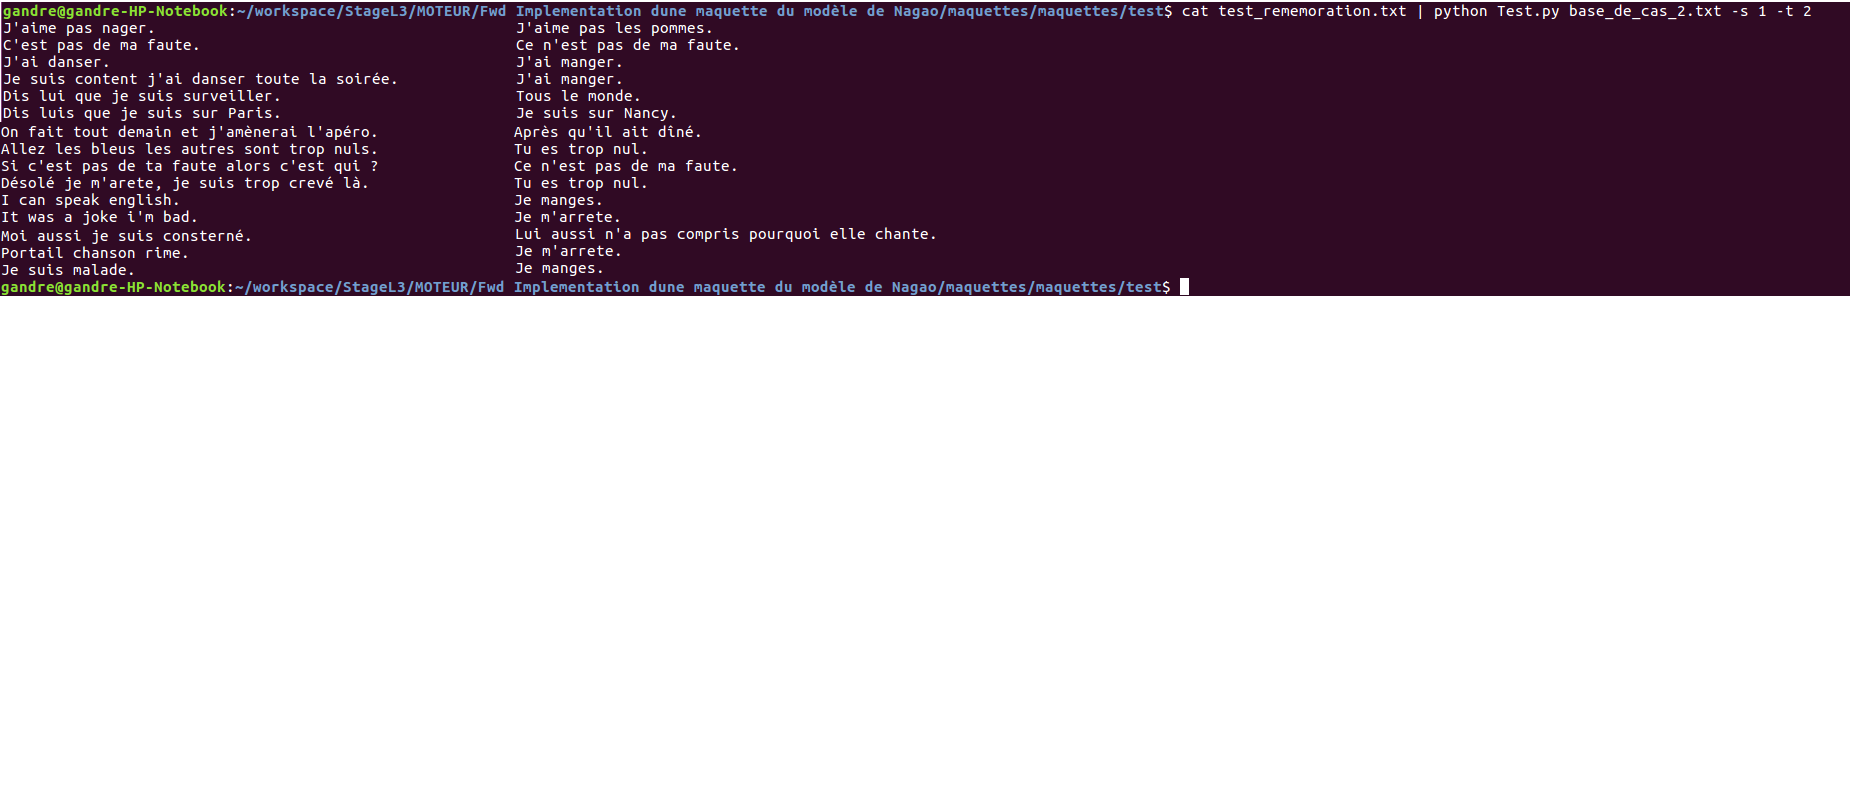 gandre@gandre-HP-Notebook:~/workspace/StageL3/MOTEUR/Fwd Implementation dune maquette du modèle de Nagao/maquettes/maquettes/test$ cat test_rememoration.txt | python Test.py base_de_cas_2.txt -s 1 -t 2
J'aime pas nager. J'aime pas les pommes.
C'est pas de ma faute. Ce n'est pas de ma faute.
J'ai danser. J'ai manger.
Je suis content j'ai danser toute la soirée. J'ai manger.
Dis lui que je suis surveiller. Tous le monde.
Dis luis que je suis sur Paris. Je suis sur Nancy.
On fait tout demain et j'amènerai l'apéro. Après qu'il ait dîné.
Allez les bleus les autres sont trop nuls. Tu es trop nul.
Si c'est pas de ta faute alors c'est qui ? Ce n'est pas de ma faute.
Désolé je m'arete, je suis trop crevé là. Tu es trop nul.
I can speak english. Je manges.
It was a joke i'm bad. Je m'arrete.
Moi aussi je suis consterné. Lui aussi n'a pas compris pourquoi elle chante.
Portail chanson rime. Je m'arrete.
Je suis malade. Je manges.
gandre@gandre-HP-Notebook:~/workspace/StageL3/MOTEUR/Fwd Implementation dune maquette du modèle de Nagao/maquettes/maquettes/test$